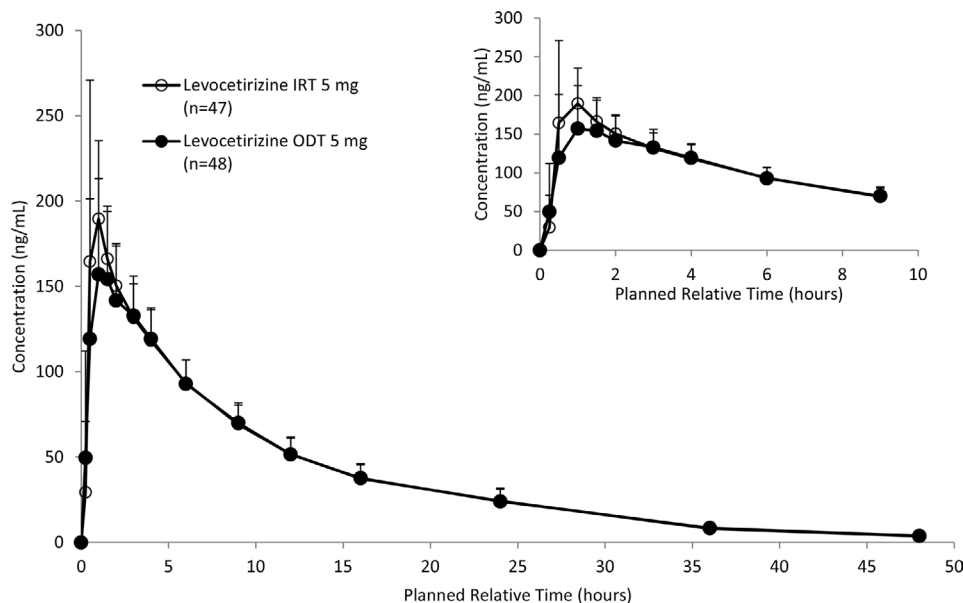 300
250
200
150
100
50
0
Concentration (ng/mL)
Levocetirizine IRT 5 mg
(n=47)
Levocetirizine ODT 5 mg
(n=48)
0 5 10 15 20 25 30 35 40 45 50
Planned Relative Time (hours)
300
250
200
150
100
50
0
Concentration (ng/mL)
0 2 4 6 8 10
Planned Relative Time (hours)